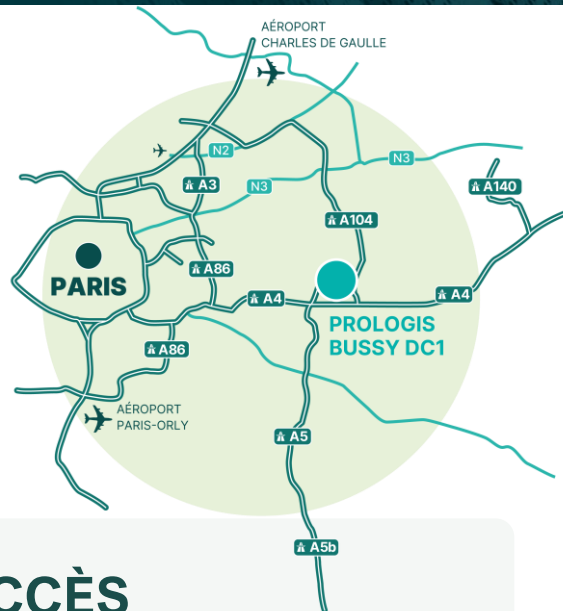 AÉROPORT
CHARLES DE GAULLE
N2
N3
A3
N3
A140
A104
A86
PARIS
A4
A4
PROLOGIS
BUSSY DC1
A86
AÉROPORT
PARIS-ORLY
A5
A5b
CCÈS